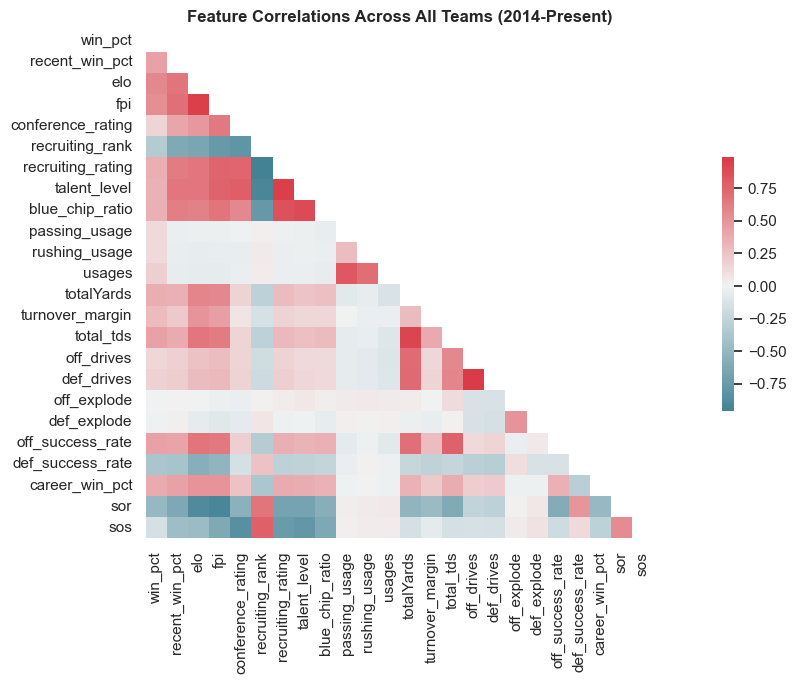 Feature Correlations Across All Teams (2014-Present)
win_pct
recent_win_pct
elo
fpi
conference_rating
recruiting_rank
recruiting_rating
talent_level
blue_chip_ratio
passing_usage
rushing_usage
usages
totalYards
turnover_margin
total_tds
off_drives
def_drives
off_explode
def_explode
off_success_rate
def_success_rate
career_win_pct
sor
sos
win_pct
recent_win_pct
elo
fpi
conference_rating
recruiting_rank
recruiting_rating
talent_level
blue_chip_ratio
passing_usage
rushing_usage
usages
totalYards
turnover_margin
total_tds
off_drives
def_drives
off_explode
def_explode
off_success_rate
def_success_rate
career_win_pct
sor
sos
0.75
0.50
0.25
0.00
−0.25
−0.50
−0.75